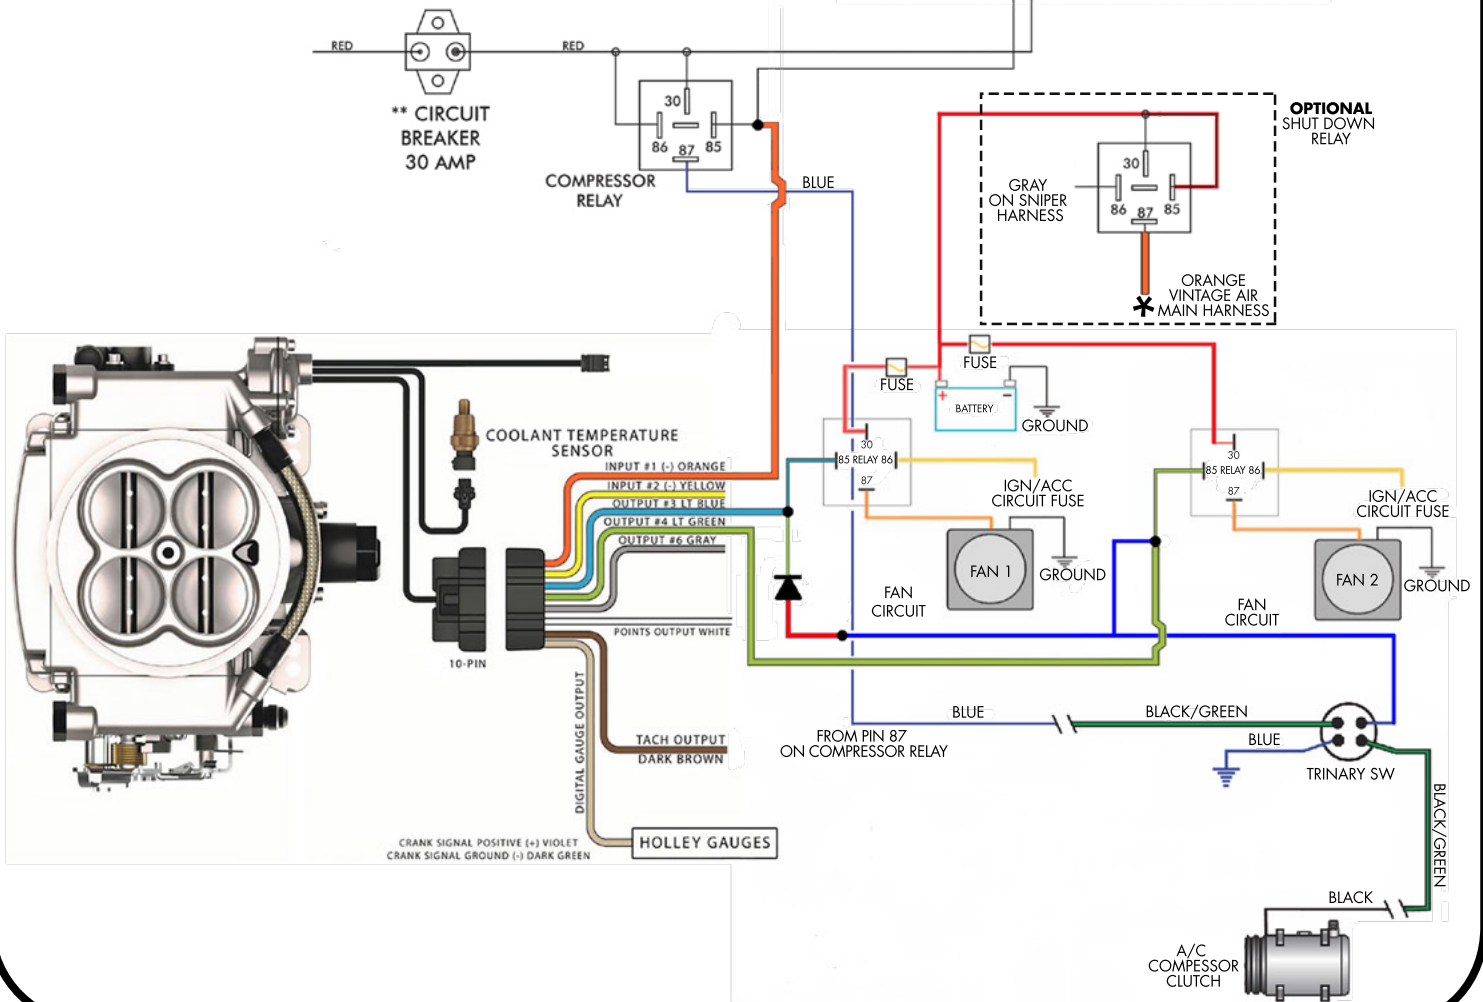 RED
RED
** CIRCUIT
BREAKER
30 AMP
30
86
87
85
COMPRESSOR
RELAY
BLUE
OPTIONAL
SHUT DOWN
RELAY
30
86
87
85
GRAY
ON SNIPER
HARNESS
ORANGE
VINTAGE AIR
MAIN HARNESS
FUSE
FUSE
+
-
BATTERY
GROUND
COOLANT TEMPERATURE
SENSOR
INPUT #1 (-) ORANGE
INPUT #2 (-) YELLOW
OUTPUT #3 LT BLUE
OUTPUT #4 LT GREEN
OUTPUT #6 GRAY
POINTS OUTPUT WHITE
10-PIN
30
85 RELAY 86
87
IGN/ACC
CIRCUIT FUSE
FAN 1
GROUND
FAN
CIRCUIT
30
85 RELAY 86
87
IGN/ACC
CIRCUIT FUSE
FAN 2
GROUND
FAN
CIRCUIT
DIGITAL GAUGE OUTPUT
TACH OUTPUT
DARK BROWN
BLUE
FROM PIN 87
ON COMPRESSOR RELAY
BLACK/GREEN
BLUE
TRINARY SW
BLACK/GREEN
CRANK SIGNAL POSITIVE (+) VIOLET
CRANK SIGNAL GROUND (-) DARK GREEN
HOLLEY GAUGES
BLACK
A/C
COMPESSOR
CLUTCH